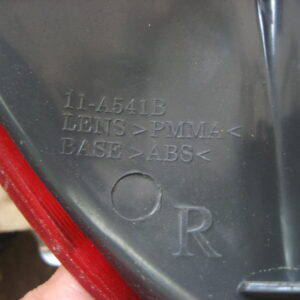 11-A541B
LENS >PMMA<
BASE >ABS<
R